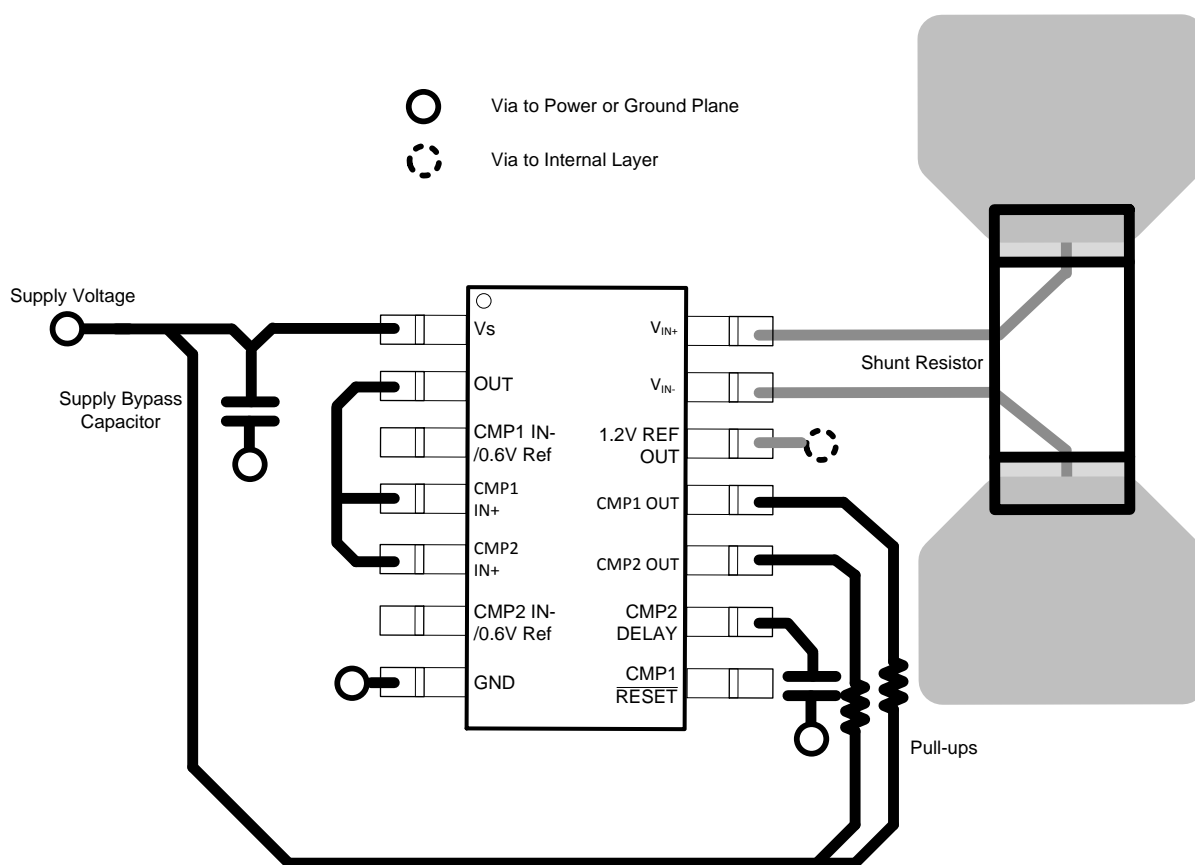 Via to Power or Ground Plane
Via to Internal Layer
Supply Voltage
Supply Bypass
Capacitor
Vs
OUT
CMP1 IN-
/0.6V Ref
CMP1
IN+
CMP2
IN+
CMP2 IN-
/0.6V Ref
GND
VIN+
VIN-
1.2V REF
OUT
CMP1 OUT
CMP2 OUT
CMP2
DELAY
CMP1
RESET
Shunt Resistor
Pull-ups